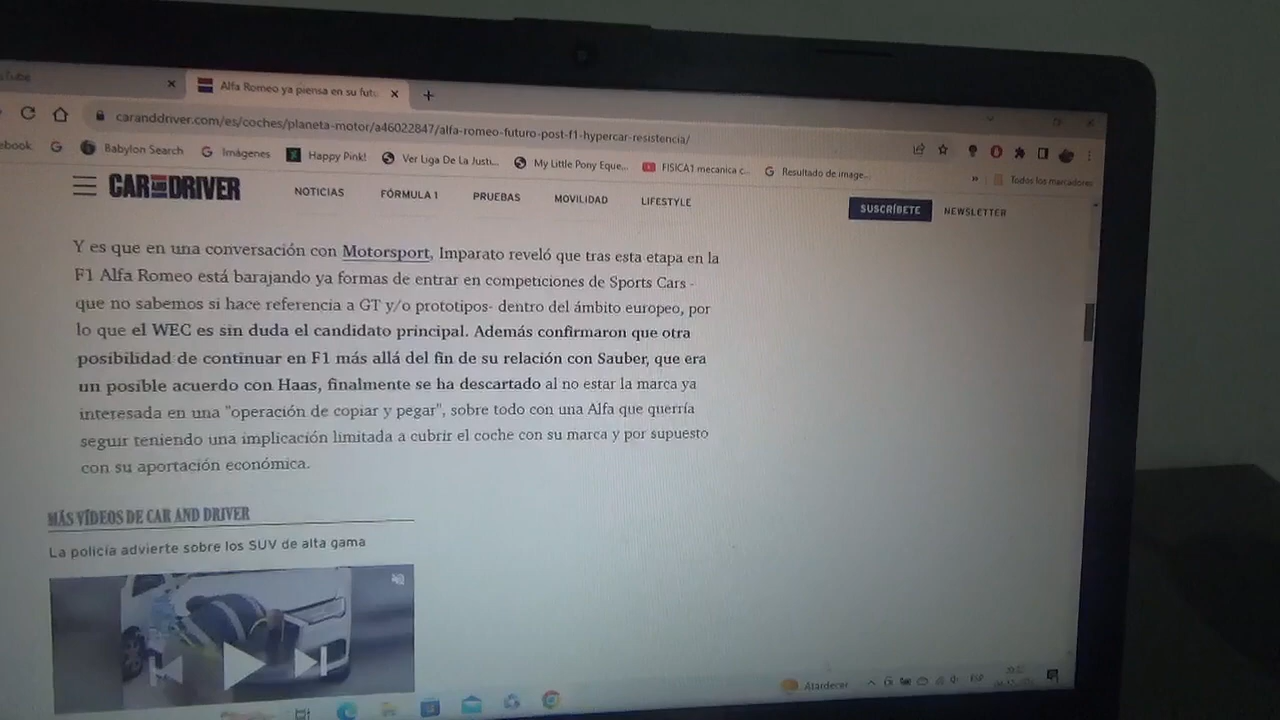 Alfa Romeo ya piensa en su futu
caranddriver.com/es/coches/planeta-motor/a46022847/alfa-romeo-futuro-post-f1-hypercar-resistencia/
ebook G Babylon Search G Imágenes Happy Pink! Ver Liga De La Justi... My Little Pony Eque... FISICA1 mecanica c... G Resultado de image... » Todos los marcadores
CAR AND DRIVER NOTICIAS FÓRMULA 1 PRUEBAS MOVILIDAD LIFESTYLE SUSCRÍBETE NEWSLETTER
Y es que en una conversación con Motorsport, Imparato reveló que tras esta etapa en la
F1 Alfa Romeo está barajando ya formas de entrar en competiciones de Sports Cars -
que no sabemos si hace referencia a GT y/o prototipos- dentro del ámbito europeo, por
lo que el WEC es sin duda el candidato principal. Además confirmaron que otra
posibilidad de continuar en F1 más allá del fin de su relación con Sauber, que era
un posible acuerdo con Haas, finalmente se ha descartado al no estar la marca ya
interesada en una "operación de copiar y pegar", sobre todo con una Alfa que querría
seguir teniendo una implicación limitada a cubrir el coche con su marca y por supuesto
con su aportación económica.
MÁS VÍDEOS DE CAR AND DRIVER
La policía advierte sobre los SUV de alta gama
Atardecer ESP